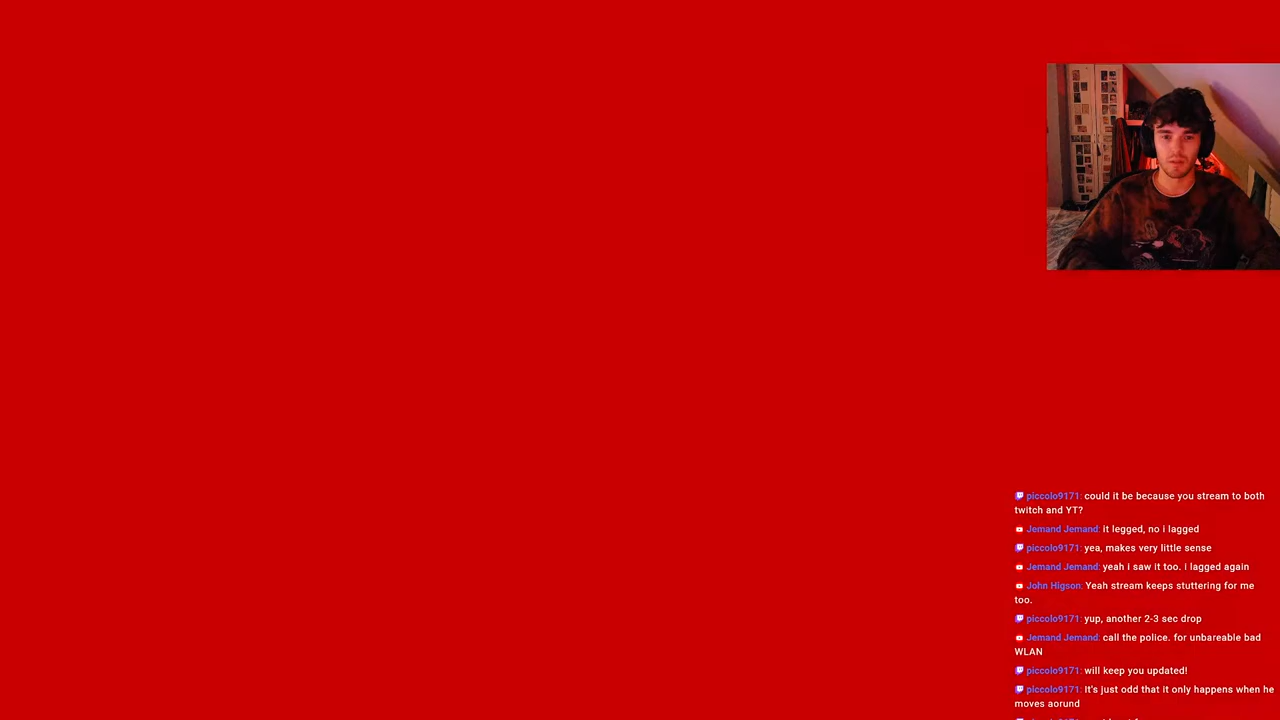 piccolo9171: could it be because you stream to both
twitch and YT?
Jemand Jemand: it legged, no i lagged
piccolo9171: yea, makes very little sense
Jemand Jemand: yeah i saw it too. i lagged again
John Higson: Yeah stream keeps stuttering for me
too.
piccolo9171: yup, another 2-3 sec drop
Jemand Jemand: call the police. for unbareable bad
WLAN
piccolo9171: will keep you updated!
piccolo9171: It's just odd that it only happens when he
moves aorund